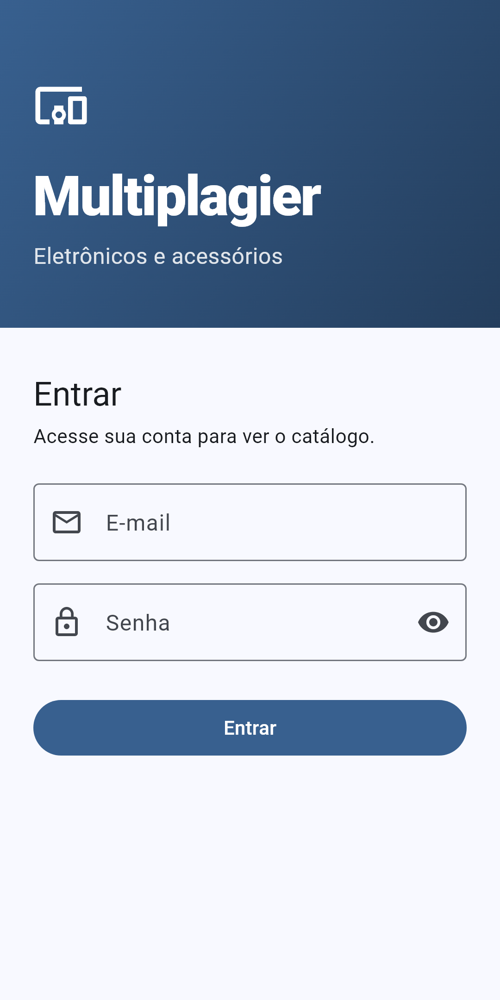 Multiplagier
Eletrônicos e acessórios
Entrar
Acesse sua conta para ver o catálogo.
E-mail
Senha
Entrar